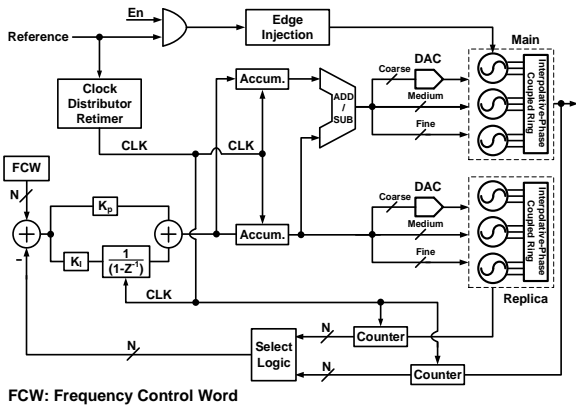 En
Reference
Edge
Injection
Main
Clock
Distributor
Retimer
Accum.
ADD
/
SUB
Coarse
DAC
Medium
Fine
Interpolative-Phase
Coupled Ring
CLK
CLK
FCW
N
Kp
+
-
KI
1
(1-Z-1)
+
Accum.
Coarse
DAC
Medium
Fine
Interpolative-Phase
Coupled Ring
CLK
Replica
N
Select
Logic
N
Counter
N
Counter
FCW: Frequency Control Word